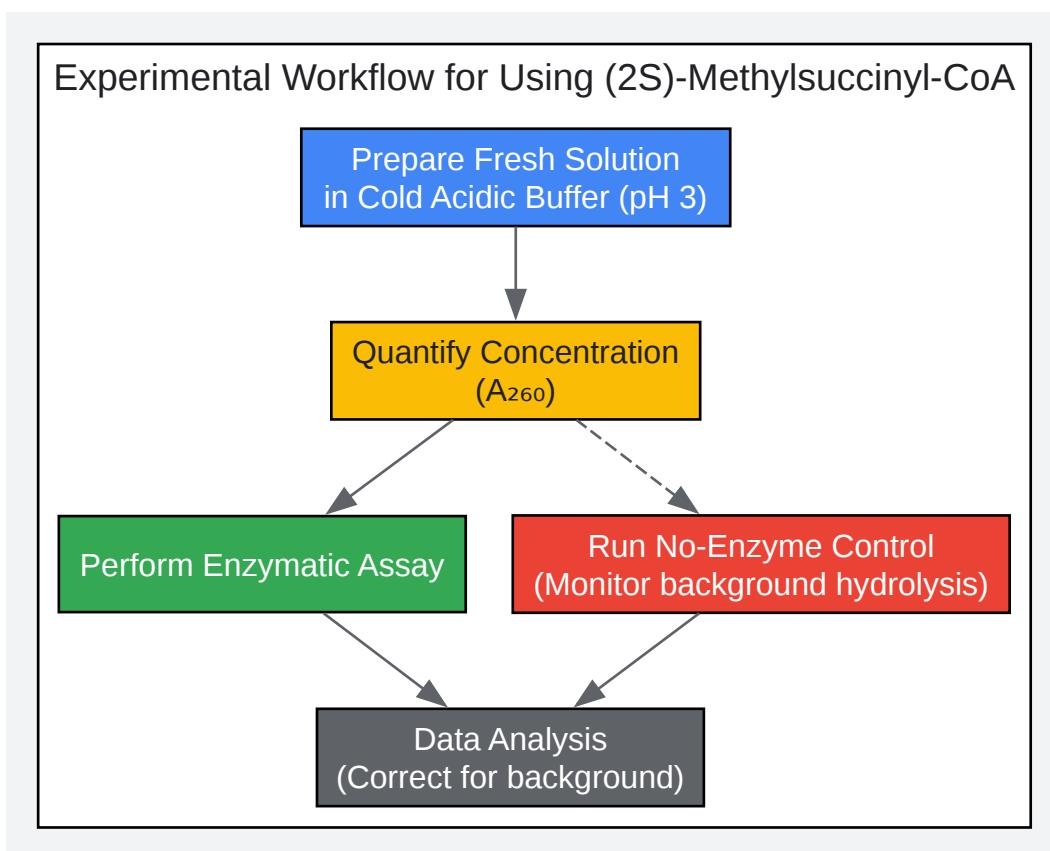 Experimental Workflow for Using (2S)-Methylsuccinyl-CoA
Prepare Fresh Solution
in Cold Acidic Buffer (pH 3)
Quantify Concentration
(A₂₆₀)
Perform Enzymatic Assay
Run No-Enzyme Control
(Monitor background hydrolysis)
Data Analysis
(Correct for background)